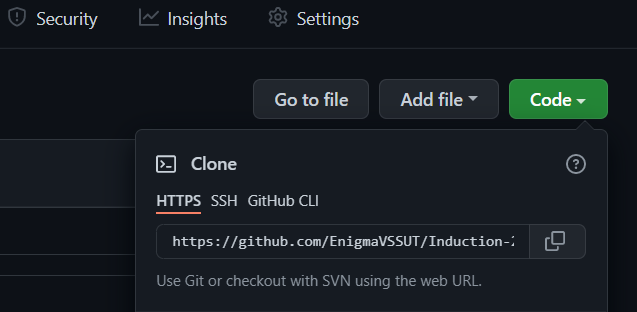 Security Insights Settings
Go to file Add file Code
Clone
HTTPS SSH GitHub CLI
https://github.com/EnigmaVSSUT/Induction-2
Use Git or checkout with SVN using the web URL.